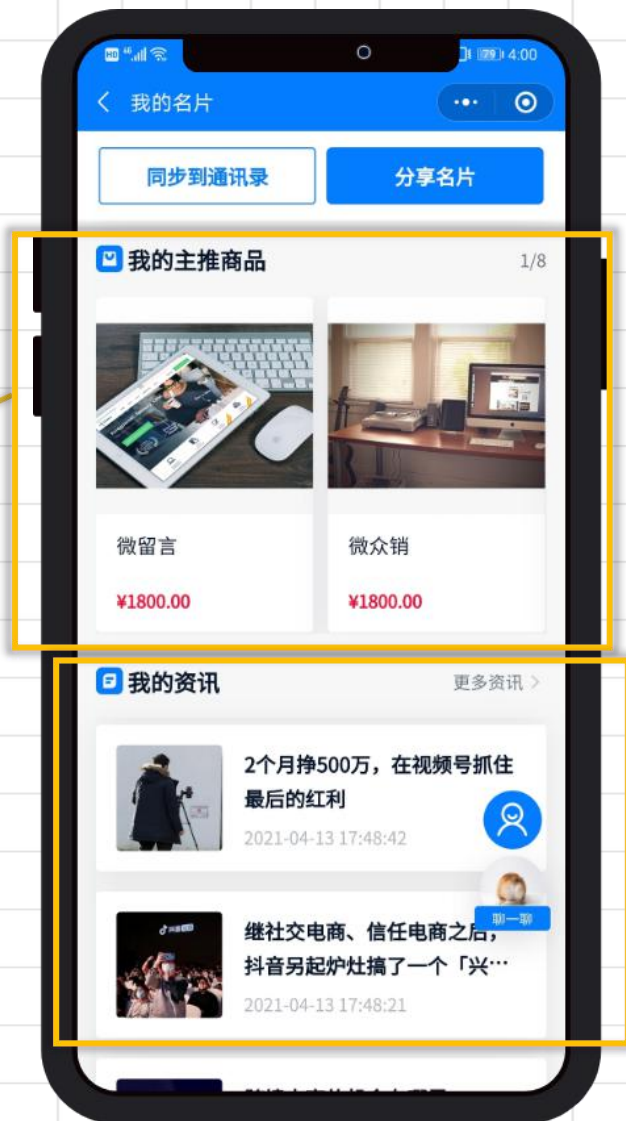 HD 4G 79 4:00
我的名片
同步到通讯录 分享名片
我的主推商品 1/8
微留言 微众销
¥1800.00 ¥1800.00
我的资讯 更多资讯
2个月挣500万，在视频号抓住
最后的红利
2021-04-13 17:48:42
聊一聊
继社交电商、信任电商之后，
抖音另起炉灶搞了一个「兴…
2021-04-13 17:48:21